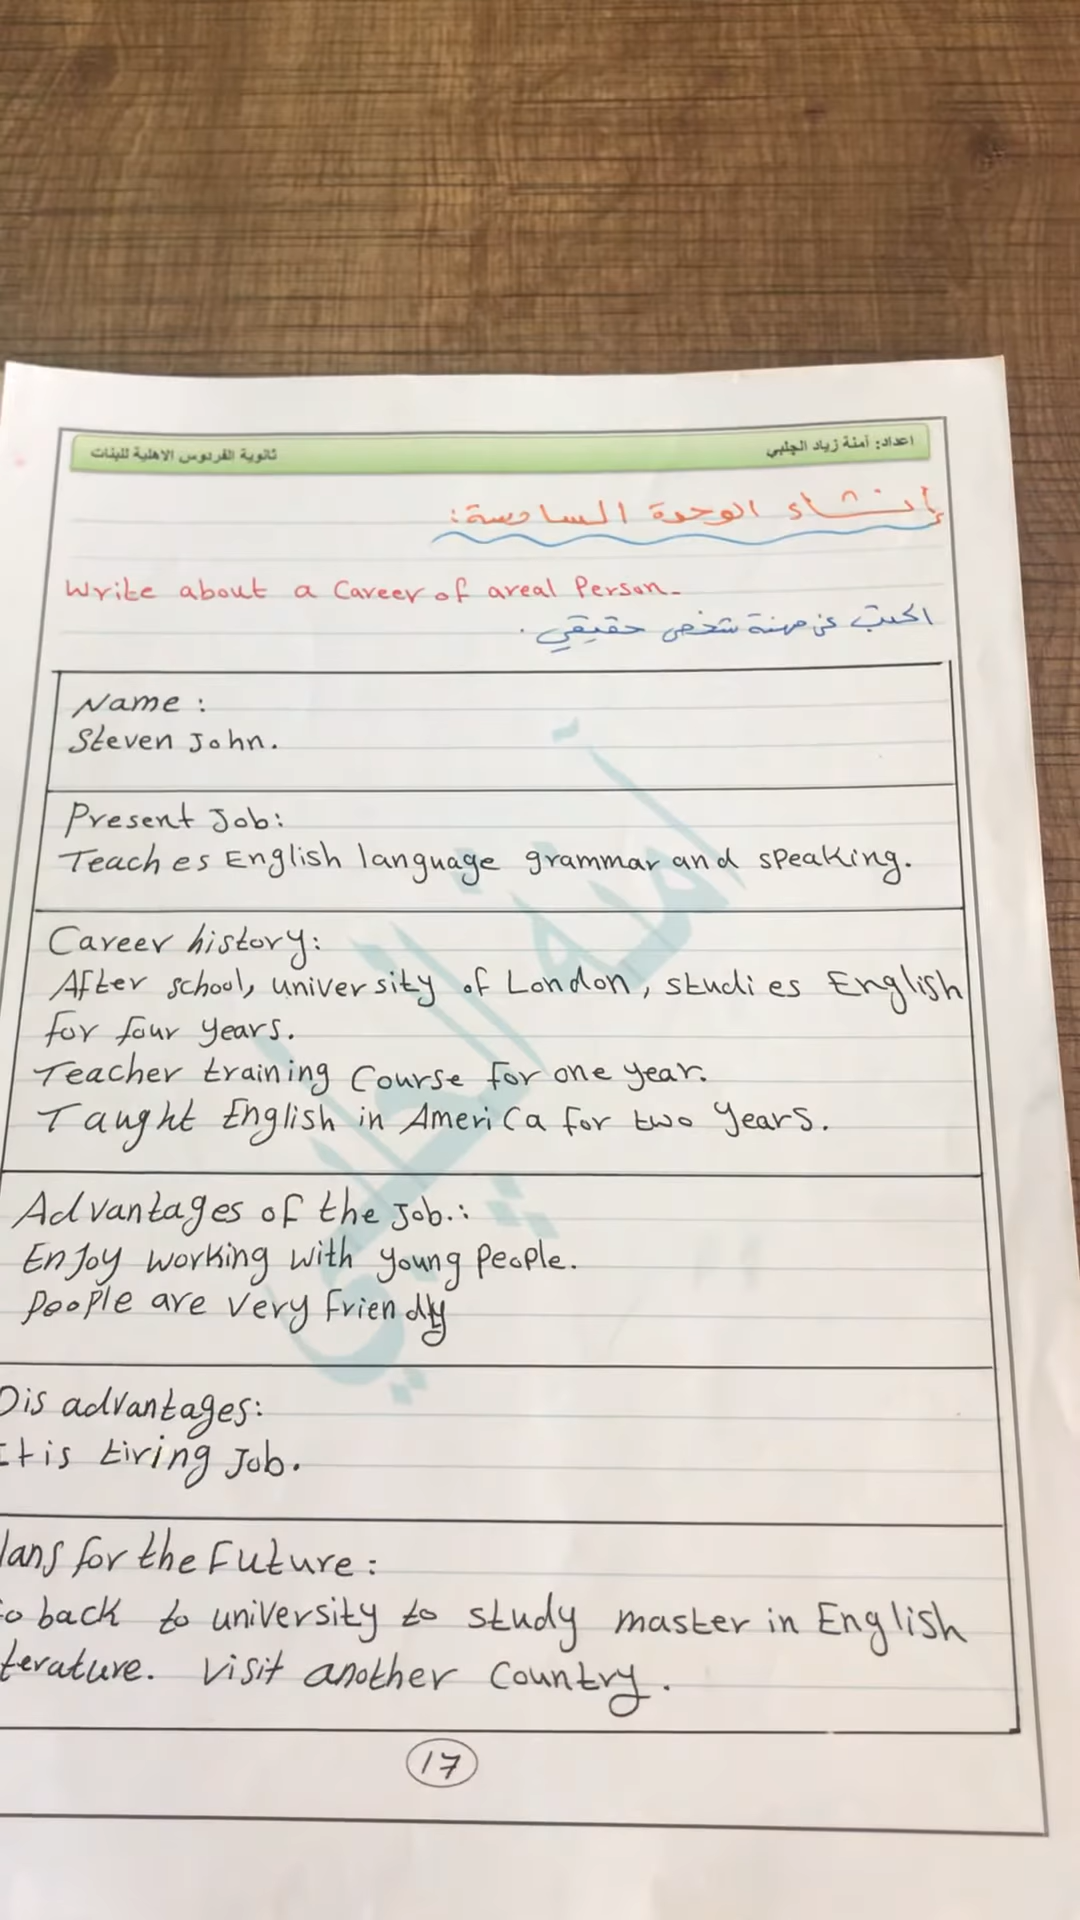 اعداد: آمنة زياد الجلبي
ثانوية الفردوس الاهلية للبنات
إنشاء الوحدة السادسة:
Write about a Career of areal Person.
اكتب عن مهنة شخص حقيقي.
Name :
Steven John.
Present Job:
Teaches English language grammar and speaking.
Career history:
After school, university of London, studies English
for four years.
Teacher training Course for one year.
Taught English in America for two years.
Advantages of the Job.:
Enjoy working with young People.
People are very friendly
Dis advantages:
It is tiring Job.
lans for the Future:
o back to university to study master in English
terature. visit another Country.
17
آمنة الجلبي